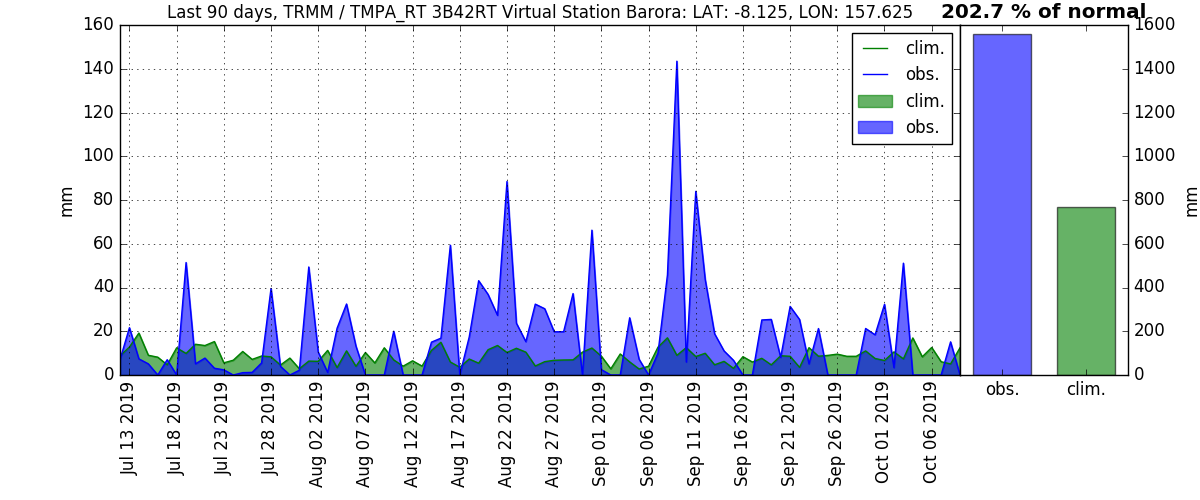 Last 90 days, TRMM / TMPA_RT 3B42RT Virtual Station Barora: LAT: -8.125, LON: 157.625
202.7 % of normal
160
140
120
100
80
60
40
20
0
mm
clim.
obs.
clim.
obs.
1600
1400
1200
1000
800
600
400
200
0
mm
Jul 13 2019
Jul 18 2019
Jul 23 2019
Jul 28 2019
Aug 02 2019
Aug 07 2019
Aug 12 2019
Aug 17 2019
Aug 22 2019
Aug 27 2019
Sep 01 2019
Sep 06 2019
Sep 11 2019
Sep 16 2019
Sep 21 2019
Sep 26 2019
Oct 01 2019
Oct 06 2019
obs.
clim.